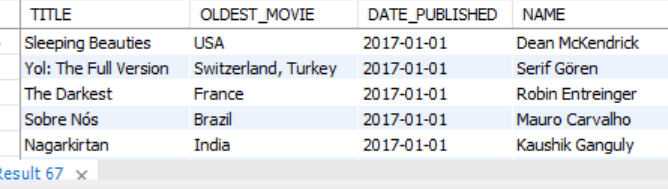 TITLE OLDEST_MOVIE DATE_PUBLISHED NAME
Sleeping Beauties USA 2017-01-01 Dean McKendrick
Yol: The Full Version Switzerland, Turkey 2017-01-01 Serif Gören
The Darkest France 2017-01-01 Robin Entreinger
Sobre Nós Brazil 2017-01-01 Mauro Carvalho
Nagarkirtan India 2017-01-01 Kaushik Ganguly
Result 67